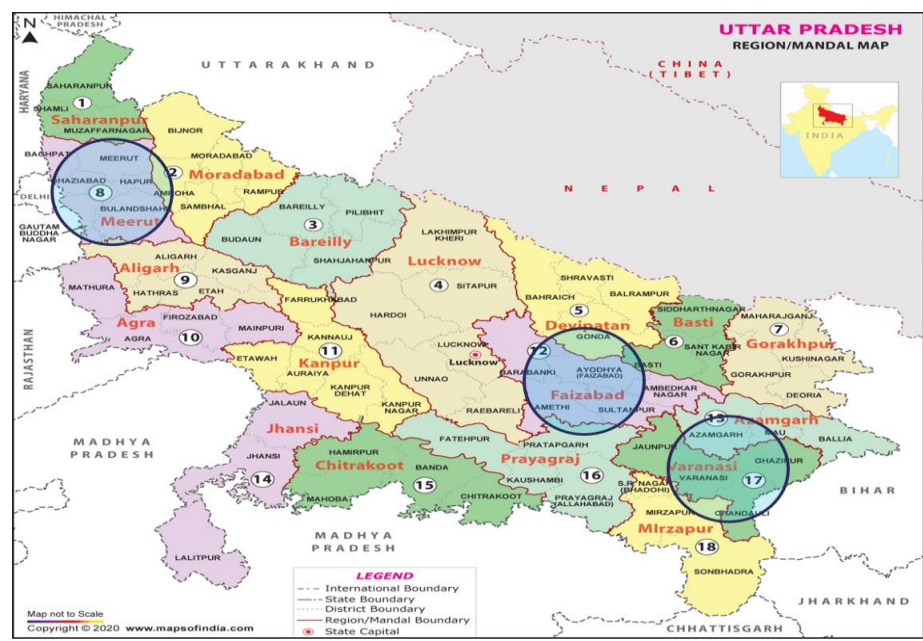 HIMACHAL
PRADESH
N
UTTAR PRADESH
REGION/MANDAL MAP
UTTARAKHAND
CHINA
(TIBET)
HARYANA
INDIA
NEPAL
SAHARANPUR
1
SHAMLI
Saharanpur
MUZAFFARNAGAR
BIJNOR
BAGHPAT
MEERUT
MORADABAD
2
Moradabad
GHAZIABAD
HAPUR
8
AMROHA
RAMPUR
DELHI
SAMBHAL
BULANDSHAH
Meerut
GAUTAM
BUDDHA
NAGAR
BAREILLY
PILIBHIT
3
BUDAUN
Bareilly
SHAHJAHANPUR
LAKHIMPUR
KHERI
Lucknow
4
SITAPUR
HARDOI
LUCKNOW
Lucknow
UNNAO
RAEBARELI
ALIGARH
Aligarh
KASGANJ
9
HATHRAS
ETAH
MATHURA
FIROZABAD
Agra
10
MAINPURI
AGRA
RAJASTHAN
FARRUKHABAD
KANNAUJ
11
ETAWAH
Kanpur
AURAIYA
KANPUR
DEHAT
KANPUR
NAGAR
SHRAVASTI
BAHRAICH
BALRAMPUR
5
Devipatan
GONDA
SIDDHARTHNAGAR
Basti
6
SANT KABIR
NAGAR
BASTI
MAHARAJGANJ
7
Gorakhpur
KUSHINAGAR
GORAKHPUR
DEORIA
12
BARABANKI
AYODHYA
(FAIZABAD)
Faizabad
AMBEDKAR
NAGAR
AMETHI
SULTANPUR
13
Azamgarh
AZAMGARH
MAU
BALLIA
JAUNPUR
GHAZIPUR
Varanasi
VARANASI
17
CHANDAULI
BIHAR
JALAUN
Jhansi
JHANSI
14
LALITPUR
MADHYA
PRADESH
HAMIRPUR
Chitrakoot
BANDA
15
MAHOBA
CHITRAKOOT
FATEHPUR
PRATAPGARH
Prayagraj
KAUSHAMBI
16
PRAYAGRAJ
(ALLAHABAD)
S.R. NAGAR
(BHADOHI)
MIRZAPUR
MIrzapur
18
SONBHADRA
MADHYA
PRADESH
JHARKHAND
CHHATTISGARH
LEGEND
International Boundary
State Boundary
District Boundary
Region/Mandal Boundary
State Capital
Map not to Scale
Copyright © 2020 www.mapsofindia.com